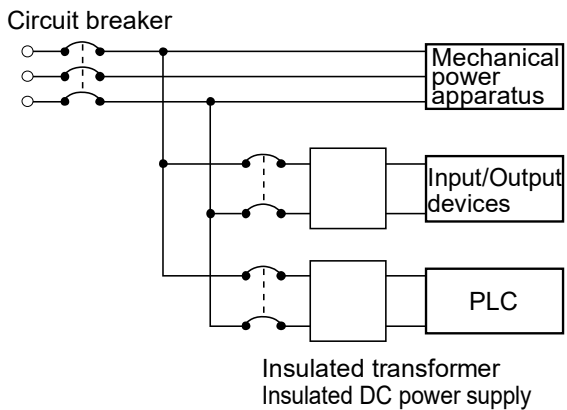 Circuit breaker
Mechanical
power
apparatus
Input/Output
devices
PLC
Insulated transformer
Insulated DC power supply